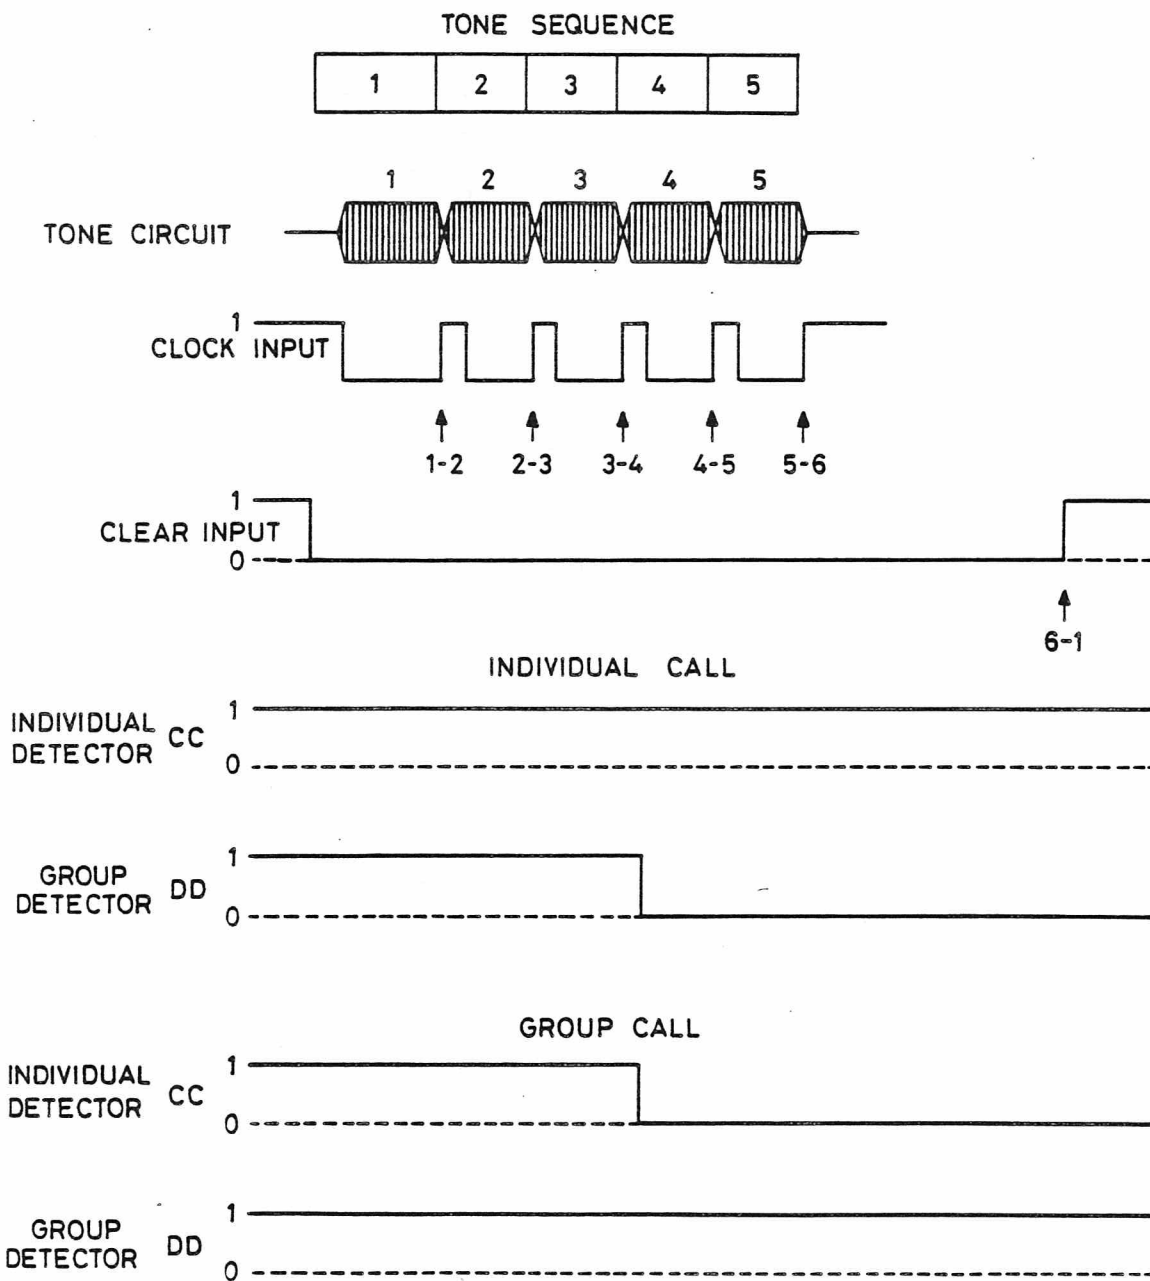 TONE SEQUENCE
1 2 3 4 5
1 2 3 4 5
TONE CIRCUIT
1
CLOCK INPUT
1-2 2-3 3-4 4-5 5-6
1
CLEAR INPUT
0
6-1
INDIVIDUAL CALL
1
INDIVIDUAL
DETECTOR CC
0
1
GROUP
DETECTOR DD
0
GROUP CALL
1
INDIVIDUAL
DETECTOR CC
0
1
GROUP
DETECTOR DD
0